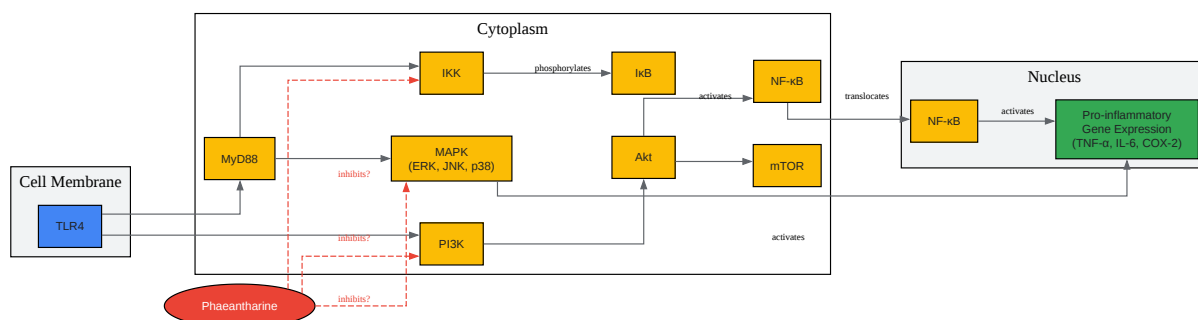 Cytoplasm
IKK
phosphorylates
IκB
NF-κB
activates
translocates
Nucleus
NF-κB
activates
Pro-inflammatory
Gene Expression
(TNF-α, IL-6, COX-2)
MyD88
MAPK
(ERK, JNK, p38)
Akt
mTOR
inhibits?
Cell Membrane
TLR4
PI3K
inhibits?
activates
Phaeantharine
inhibits?